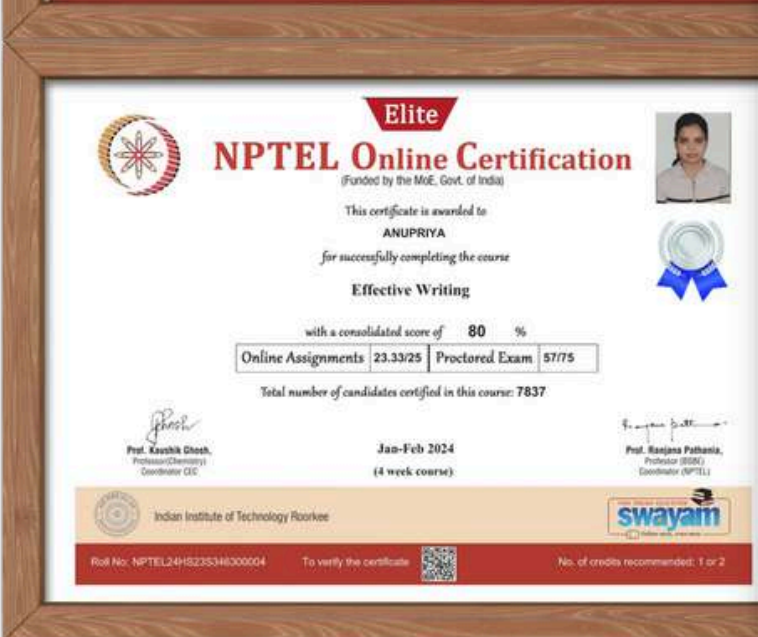 Elite
NPTEL Online Certification
(Funded by the MoE, Govt. of India)
This certificate is awarded to
ANUPRIYA
for successfully completing the course
Effective Writing
with a consolidated score of 80 %
Online Assignments 23.33/25 Proctored Exam 57/75
Total number of candidates certified in this course: 7837
Prof. Kaushik Ghosh,
Professor(Chemistry)
Coordinator CEC
Jan-Feb 2024
(4 week course)
Prof. Ranjana Pathania,
Professor (BSBE)
Coordinator (NPTEL)
Indian Institute of Technology Roorkee
swayam
Roll No: NPTEL24HS23S346300004 To verify the certificate No. of credits recommended: 1 or 2